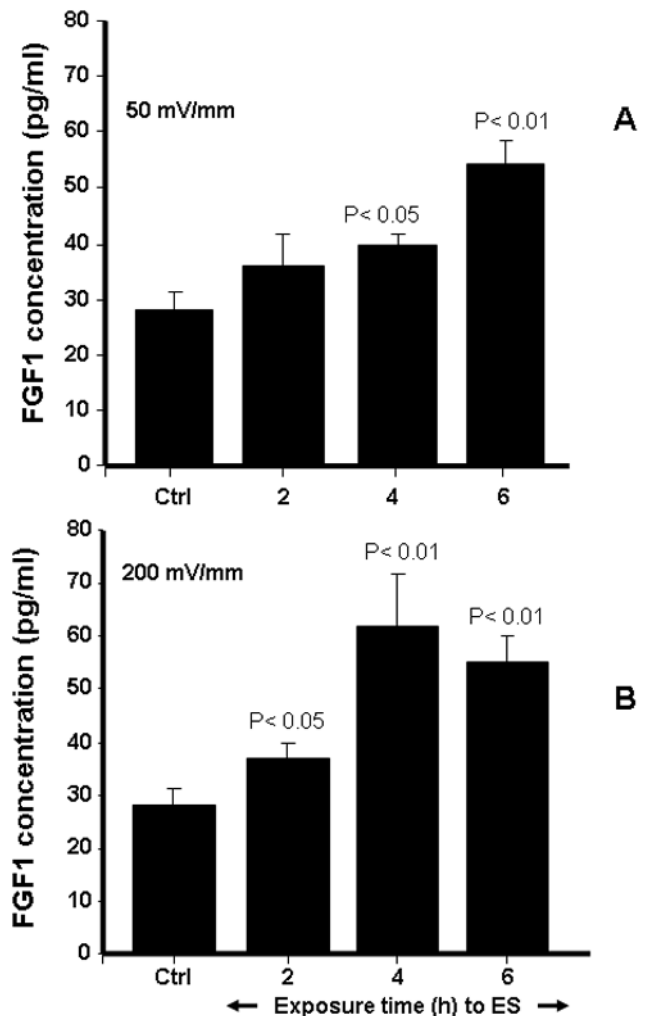 80
70
60
50
40
30
20
10
0
FGF1 concentration (pg/ml)
50 mV/mm
P< 0.05
P< 0.01
A
Ctrl 2 4 6
80
70
60
50
40
30
20
10
0
FGF1 concentration (pg/ml)
200 mV/mm
P< 0.05
P< 0.01
P< 0.01
B
Ctrl 2 4 6
← Exposure time (h) to ES →